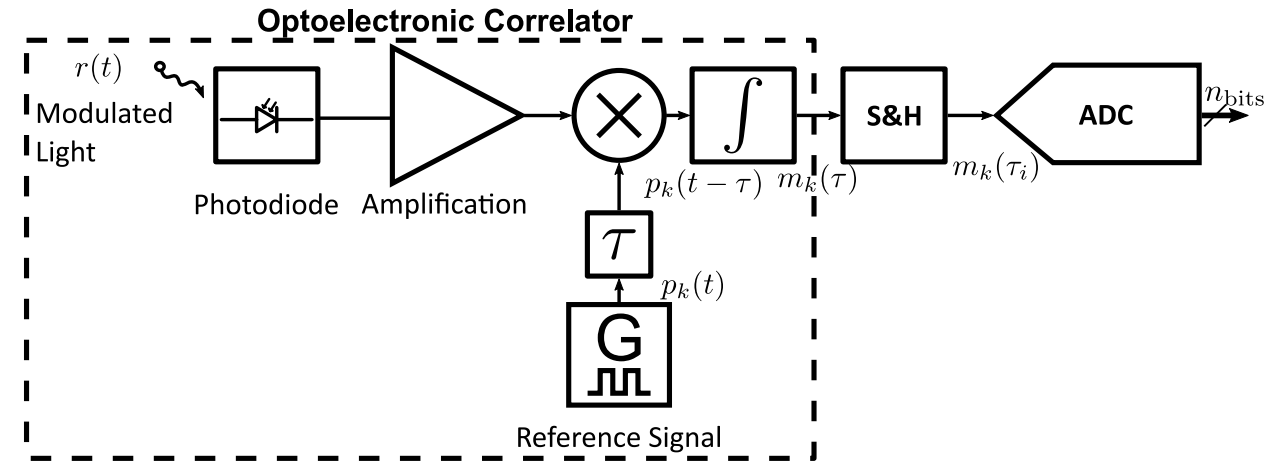 Optoelectronic Correlator
r(t)
Modulated
Light
Photodiode
Amplification
p_k(t − τ)
∫
m_k(τ)
S&H
m_k(τ_i)
ADC
n_bits
τ
p_k(t)
G
Reference Signal